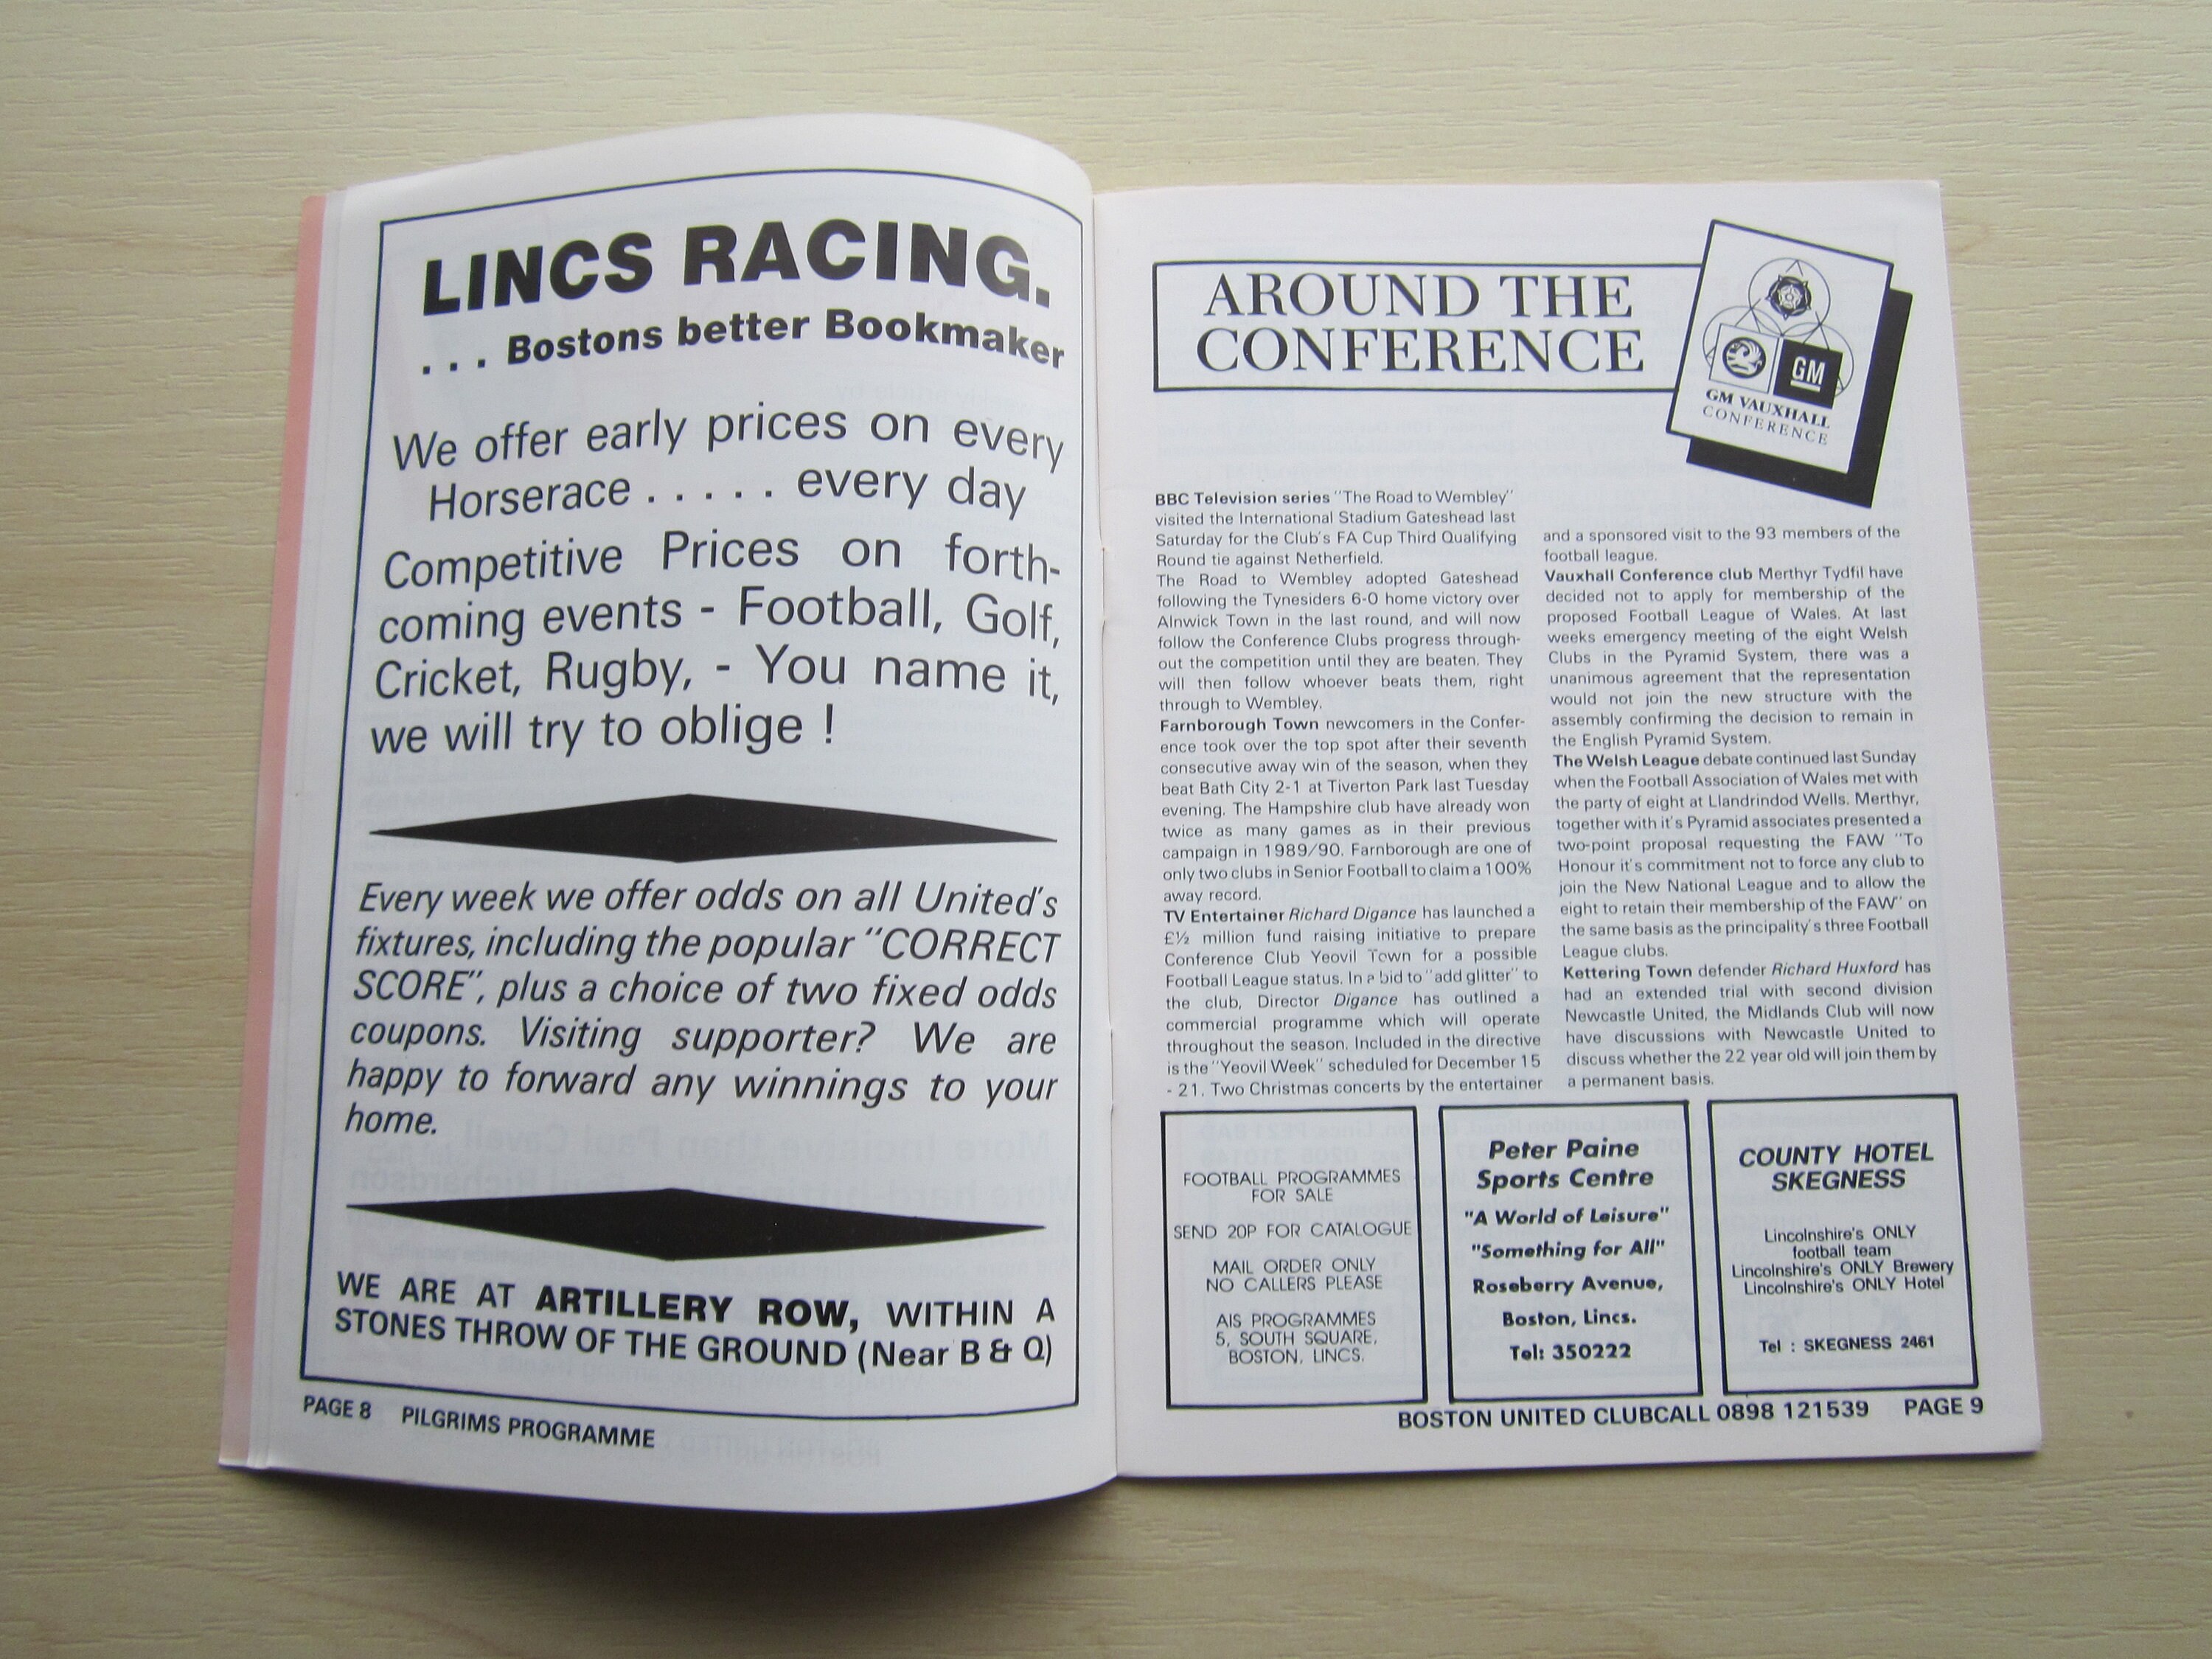 LINCS RACING.
. . . Bostons better Bookmaker
We offer early prices on every
Horserace . . . . . every day
Competitive Prices on forth-
coming events - Football, Golf,
Cricket, Rugby, - You name it,
we will try to oblige !
Every week we offer odds on all United's
fixtures, including the popular "CORRECT
SCORE", plus a choice of two fixed odds
coupons. Visiting supporter? We are
happy to forward any winnings to your
home.
WE ARE AT ARTILLERY ROW, WITHIN A
STONES THROW OF THE GROUND (Near B & Q)
PAGE 8 PILGRIMS PROGRAMME
AROUND THE
CONFERENCE
GM
GM VAUXHALL
CONFERENCE
BBC Television series "The Road to Wembley"
visited the International Stadium Gateshead last
Saturday for the Club's FA Cup Third Qualifying
Round tie against Netherfield.
The Road to Wembley adopted Gateshead
following the Tynesiders 6-0 home victory over
Alnwick Town in the last round, and will now
follow the Conference Clubs progress through-
out the competition until they are beaten. They
will then follow whoever beats them, right
through to Wembley.
Farnborough Town newcomers in the Confer-
ence took over the top spot after their seventh
consecutive away win of the season, when they
beat Bath City 2-1 at Tiverton Park last Tuesday
evening. The Hampshire club have already won
twice as many games as in their previous
campaign in 1989/90. Farnborough are one of
only two clubs in Senior Football to claim a 100%
away record.
TV Entertainer Richard Digance has launched a
£½ million fund raising initiative to prepare
Conference Club Yeovil Town for a possible
Football League status. In a bid to "add glitter" to
the club, Director Digance has outlined a
commercial programme which will operate
throughout the season. Included in the directive
is the "Yeovil Week" scheduled for December 15
- 21. Two Christmas concerts by the entertainer
and a sponsored visit to the 93 members of the
football league.
Vauxhall Conference club Merthyr Tydfil have
decided not to apply for membership of the
proposed Football League of Wales. At last
weeks emergency meeting of the eight Welsh
Clubs in the Pyramid System, there was a
unanimous agreement that the representation
would not join the new structure with the
assembly confirming the decision to remain in
the English Pyramid System.
The Welsh League debate continued last Sunday
when the Football Association of Wales met with
the party of eight at Llandrindod Wells. Merthyr,
together with it's Pyramid associates presented a
two-point proposal requesting the FAW "To
Honour it's commitment not to force any club to
join the New National League and to allow the
eight to retain their membership of the FAW" on
the same basis as the principality's three Football
League clubs.
Kettering Town defender Richard Huxford has
had an extended trial with second division
Newcastle United, the Midlands Club will now
have discussions with Newcastle United to
discuss whether the 22 year old will join them by
a permanent basis.
FOOTBALL PROGRAMMES
FOR SALE
SEND 20P FOR CATALOGUE
MAIL ORDER ONLY
NO CALLERS PLEASE
AIS PROGRAMMES
5, SOUTH SQUARE,
BOSTON, LINCS.
Peter Paine
Sports Centre
"A World of Leisure"
"Something for All"
Roseberry Avenue,
Boston, Lincs.
Tel: 350222
COUNTY HOTEL
SKEGNESS
Lincolnshire's ONLY
football team
Lincolnshire's ONLY Brewery
Lincolnshire's ONLY Hotel
Tel : SKEGNESS 2461
BOSTON UNITED CLUBCALL 0898 121539 PAGE 9